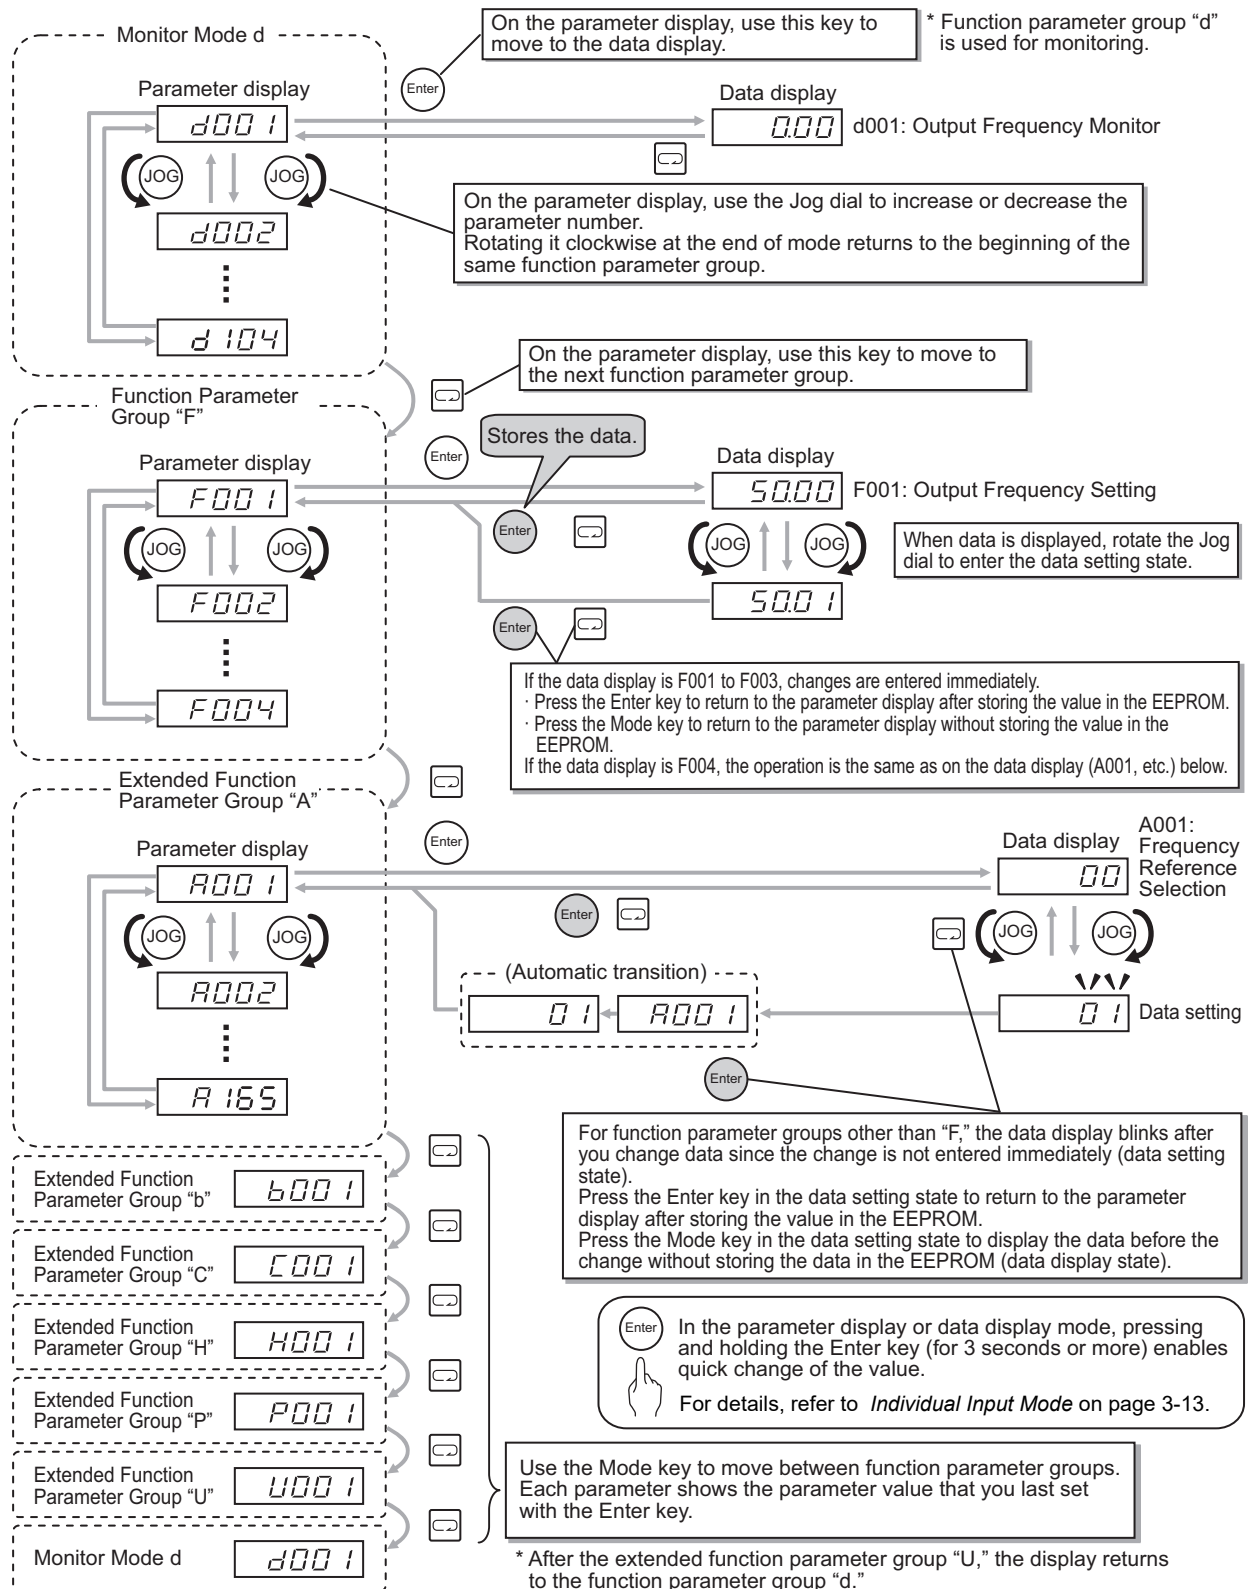 Monitor Mode d
On the parameter display, use this key to
move to the data display.
* Function parameter group “d”
is used for monitoring.
Enter
Parameter display
Data display
d001
0.00
d001: Output Frequency Monitor
JOG
JOG
On the parameter display, use the Jog dial to increase or decrease the
parameter number.
Rotating it clockwise at the end of mode returns to the beginning of the
same function parameter group.
d002
d104
On the parameter display, use this key to move to
the next function parameter group.
Function Parameter
Group “F”
Stores the data.
Enter
Parameter display
Data display
F001
50.00
F001: Output Frequency Setting
Enter
JOG
JOG
JOG
JOG
When data is displayed, rotate the Jog
dial to enter the data setting state.
F002
50.01
Enter
If the data display is F001 to F003, changes are entered immediately.
· Press the Enter key to return to the parameter display after storing the value in the EEPROM.
· Press the Mode key to return to the parameter display without storing the value in the
EEPROM.
If the data display is F004, the operation is the same as on the data display (A001, etc.) below.
F004
Extended Function
Parameter Group “A”
Enter
Parameter display
Data display
A001:
Frequency
Reference
Selection
A001
00
Enter
JOG
JOG
JOG
JOG
(Automatic transition)
A002
01
A001
01
Data setting
Enter
A165
For function parameter groups other than “F,” the data display blinks after
you change data since the change is not entered immediately (data setting
state).
Press the Enter key in the data setting state to return to the parameter
display after storing the value in the EEPROM.
Press the Mode key in the data setting state to display the data before the
change without storing the data in the EEPROM (data display state).
Extended Function
Parameter Group “b”
b001
Extended Function
Parameter Group “C”
C001
Extended Function
Parameter Group “H”
H001
Extended Function
Parameter Group “P”
P001
Extended Function
Parameter Group “U”
U001
Monitor Mode d
d001
Enter
In the parameter display or data display mode, pressing
and holding the Enter key (for 3 seconds or more) enables
quick change of the value.
For details, refer to Individual Input Mode on page 3-13.
Use the Mode key to move between function parameter groups.
Each parameter shows the parameter value that you last set
with the Enter key.
* After the extended function parameter group “U,” the display returns
to the function parameter group “d.”